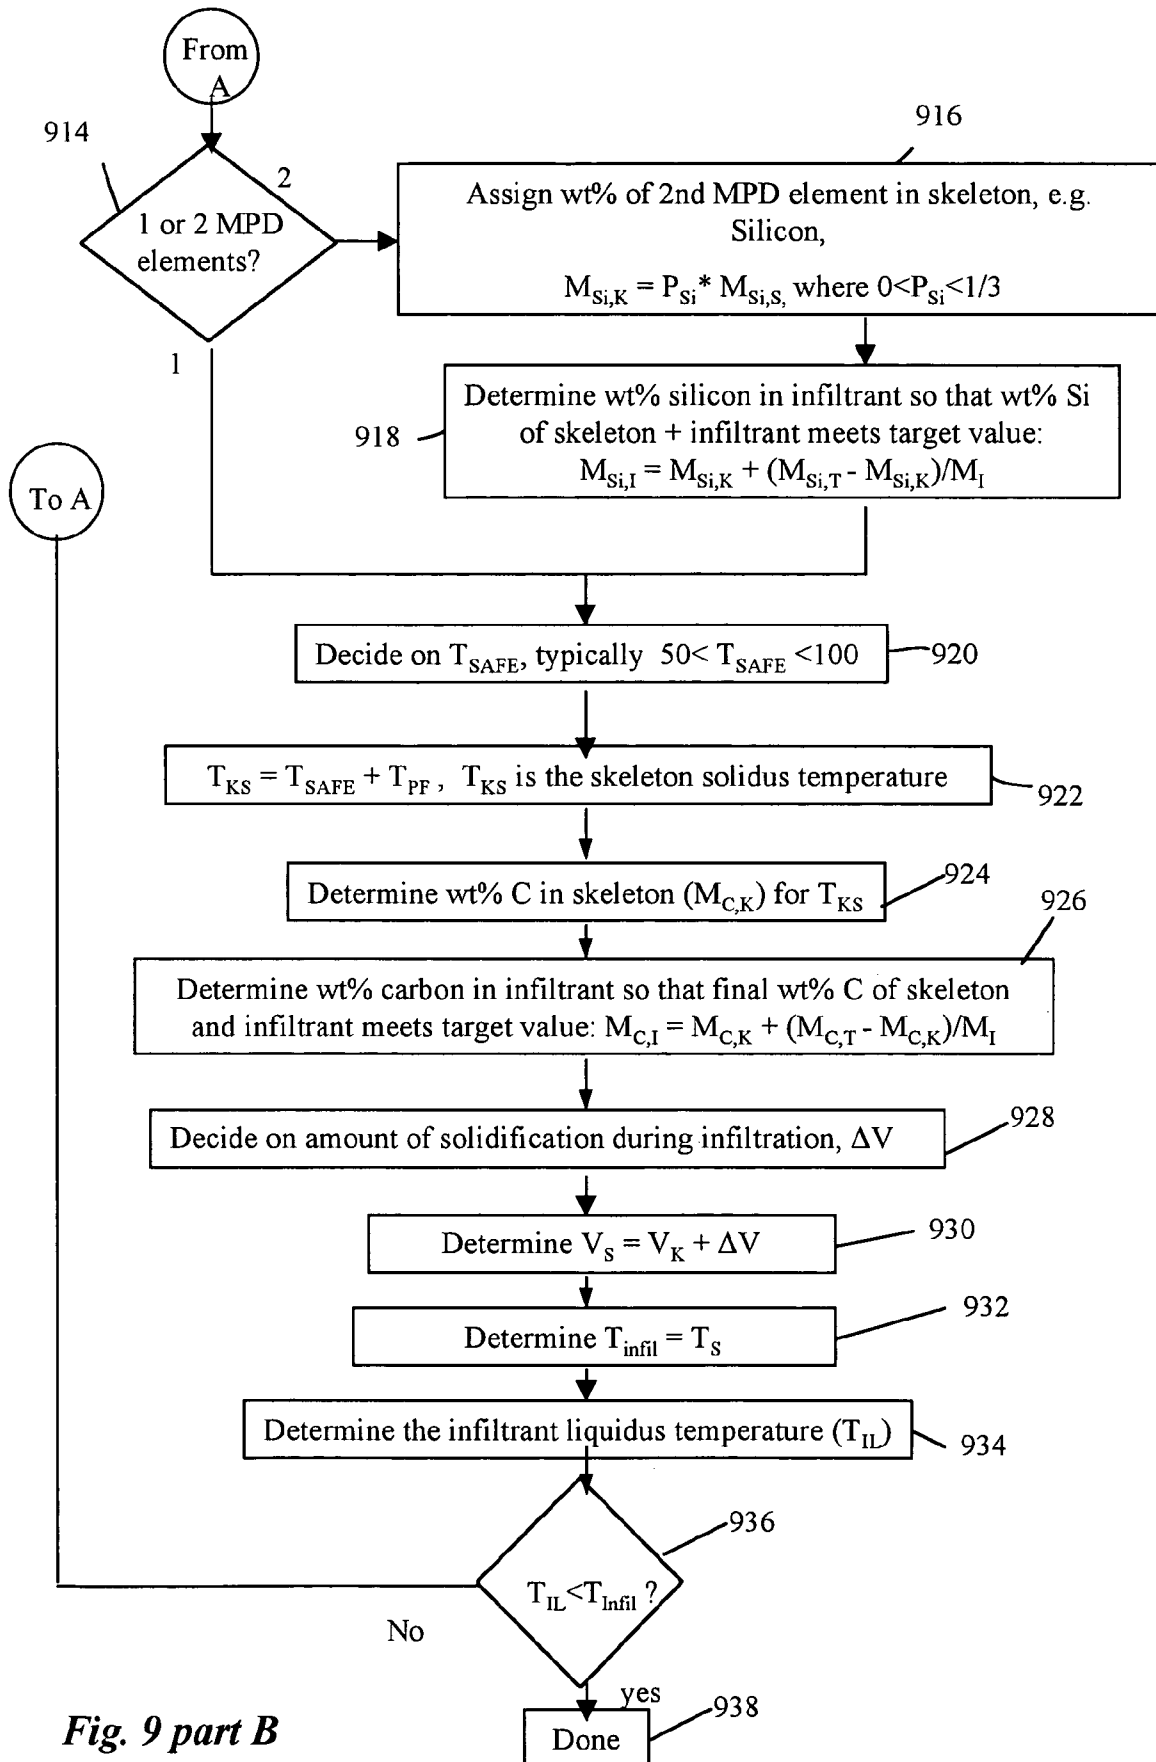 From
A
914
2
1 or 2 MPD
elements?
1
916
Assign wt% of 2nd MPD element in skeleton, e.g.
Silicon,
M_Si,K = P_Si* M_Si,S, where 0<P_Si<1/3
918
Determine wt% silicon in infiltrant so that wt% Si
of skeleton + infiltrant meets target value:
M_Si,I = M_Si,K + (M_Si,T - M_Si,K)/M_I
To A
Decide on T_SAFE, typically 50< T_SAFE <100
920
T_KS = T_SAFE + T_PF , T_KS is the skeleton solidus temperature
922
Determine wt% C in skeleton (M_C,K) for T_KS
924
926
Determine wt% carbon in infiltrant so that final wt% C of skeleton
and infiltrant meets target value: M_C,I = M_C,K + (M_C,T - M_C,K)/M_I
Decide on amount of solidification during infiltration, ΔV
928
Determine V_S = V_K + ΔV
930
Determine T_infil = T_S
932
Determine the infiltrant liquidus temperature (T_IL)
934
936
T_IL<T_Infil ?
No
yes
Done
938
Fig. 9 part B